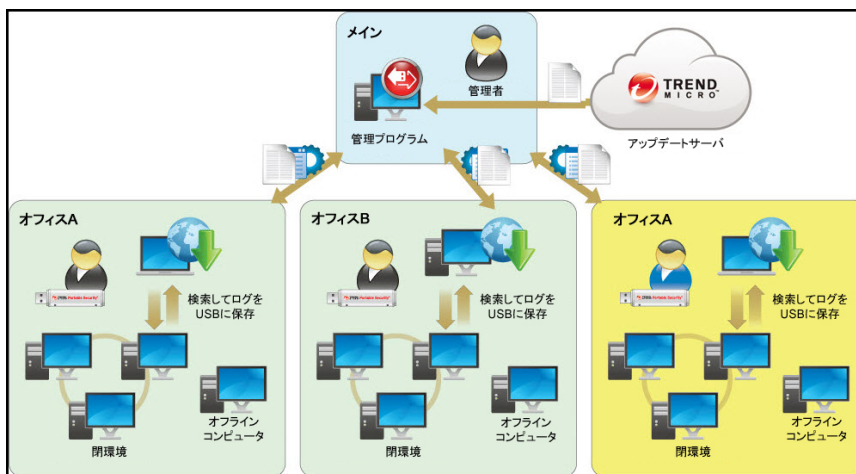 メイン
管理者
管理プログラム
TREND
MICRO™
アップデートサーバ
オフィスA
検索してログを
USBに保存
オフライン
コンピュータ
閉環境
オフィスB
検索してログを
USBに保存
オフライン
コンピュータ
閉環境
オフィスA
検索してログを
USBに保存
オフライン
コンピュータ
閉環境